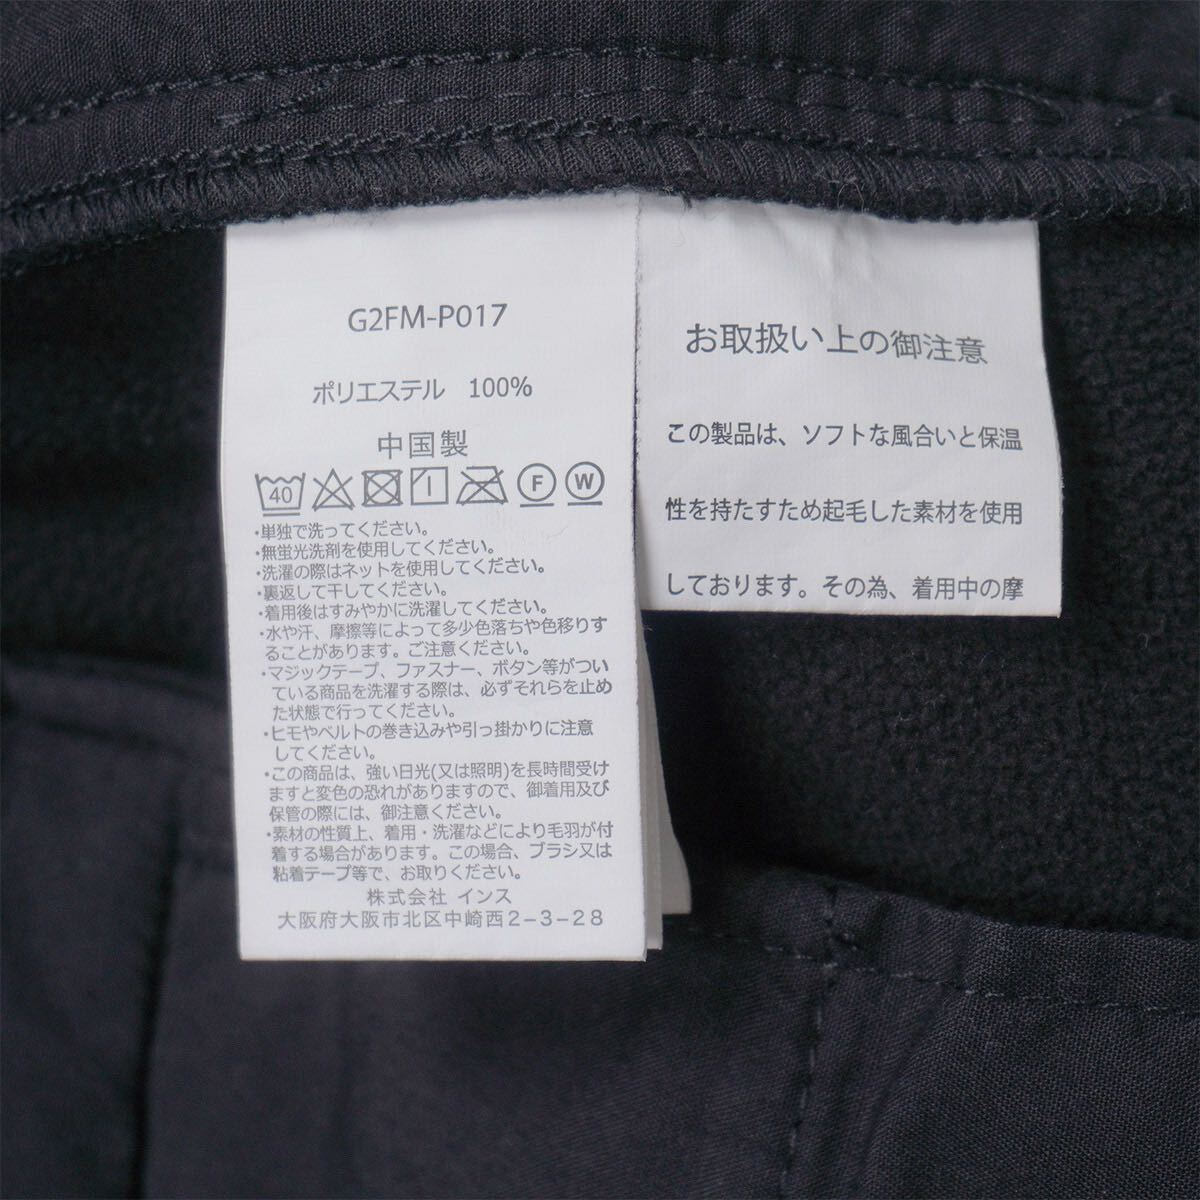 G2FM-P017
ポリエステル 100%
中国製
40 F W
・単独で洗ってください。
・無蛍光洗剤を使用してください。
・洗濯の際はネットを使用してください。
・裏返して干してください。
・着用後はすみやかに洗濯してください。
・水や汗、摩擦等によって多少色落ちや色移りす
ることがあります。ご注意ください。
・マジックテープ、ファスナー、ボタン等がつい
ている商品を洗濯する際は、必ずそれらを止め
た状態で行ってください。
・ヒモやベルトの巻き込みや引っ掛かりに注意
してください。
・この商品は、強い日光(又は照明)を長時間受け
ますと変色の恐れがありますので、御着用及び
保管の際には、御注意ください。
・素材の性質上、着用・洗濯などにより毛羽が付
着する場合があります。この場合、ブラシ又は
粘着テープ等で、お取りください。
株式会社 インス
大阪府大阪市北区中崎西2-3-28
お取扱い上の御注意
この製品は、ソフトな風合いと保温
性を持たすため起毛した素材を使用
しております。その為、着用中の摩